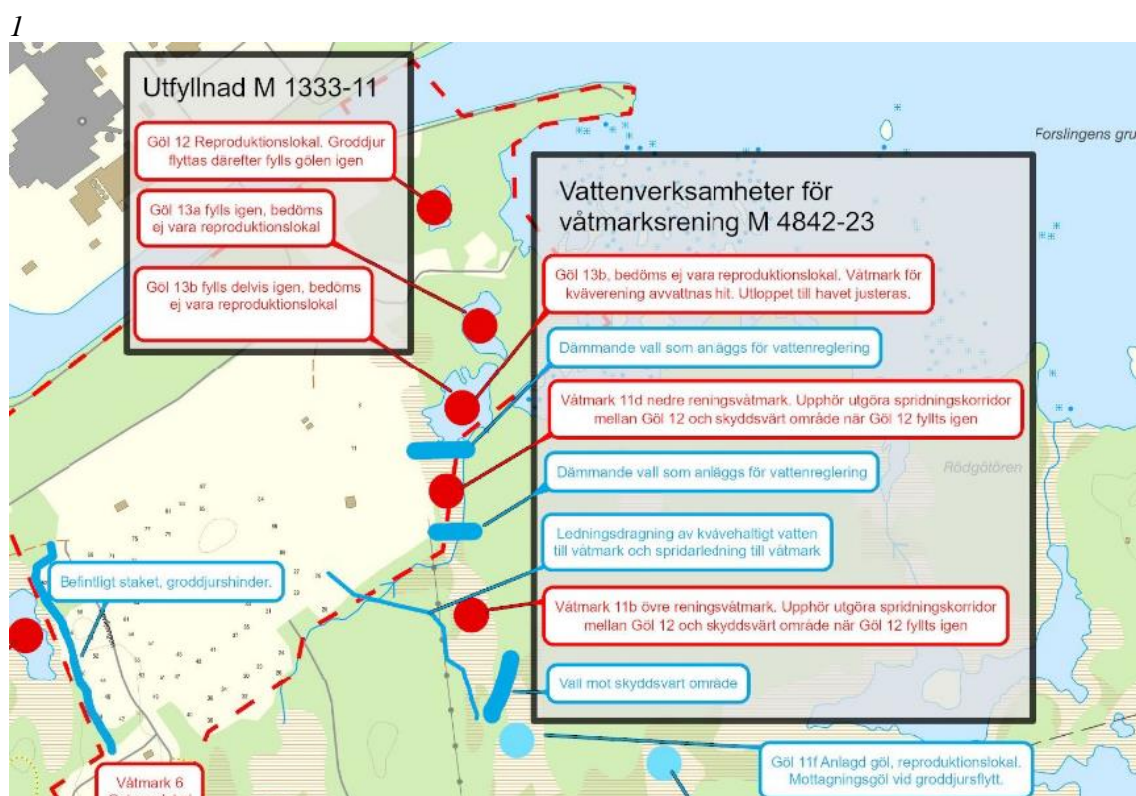 1
Utfyllnad M 1333-11
Göl 12 Reproduktionslokal. Groddjur
flyttas därefter fylls gölen igen
Göl 13a fylls igen, bedöms
ej vara reproduktionslokal
Göl 13b fylls delvis igen, bedöms
ej vara reproduktionslokal
Forslingens gru
Vattenverksamheter för
våtmarksrening M 4842-23
Göl 13b, bedöms ej vara reproduktionslokal. Våtmark för
kväverening avvattnas hit. Utloppet till havet justeras.
Dämmande vall som anläggs för vattenreglering
Våtmark 11d nedre reningsvåtmark. Upphör utgöra spridningskorridor
mellan Göl 12 och skyddsvärt område när Göl 12 fyllts igen
Rödgötören
Dämmande vall som anläggs för vattenreglering
Ledningsdragning av kvävehaltigt vatten
till våtmark och spridarledning till våtmark
Befintligt staket, groddjurshinder.
Våtmark 11b övre reningsvåtmark. Upphör utgöra spridningskorridor
mellan Göl 12 och skyddsvärt område när Göl 12 fyllts igen
Vall mot skyddsvärt område
Göl 11f Anlagd göl, reproduktionslokal.
Mottagningsgöl vid groddjursflytt.
Våtmark 6